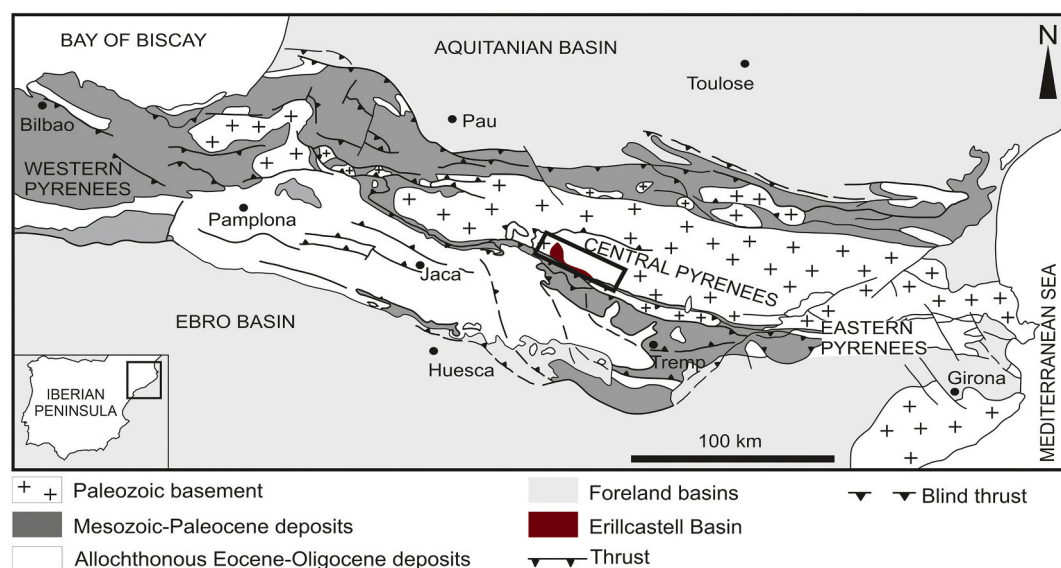 BAY OF BISCAY
AQUITANIAN BASIN
N
Toulose
Bilbao
Pau
WESTERN
PYRENEES
Pamplona
Jaca
CENTRAL PYRENEES
EBRO BASIN
Huesca
Tremp
EASTERN
PYRENEES
Girona
MEDITERRANEAN SEA
IBERIAN
PENINSULA
100 km
Paleozoic basement
Mesozoic-Paleocene deposits
Allochthonous Eocene-Oligocene deposits
Foreland basins
Erillcastell Basin
Thrust
Blind thrust